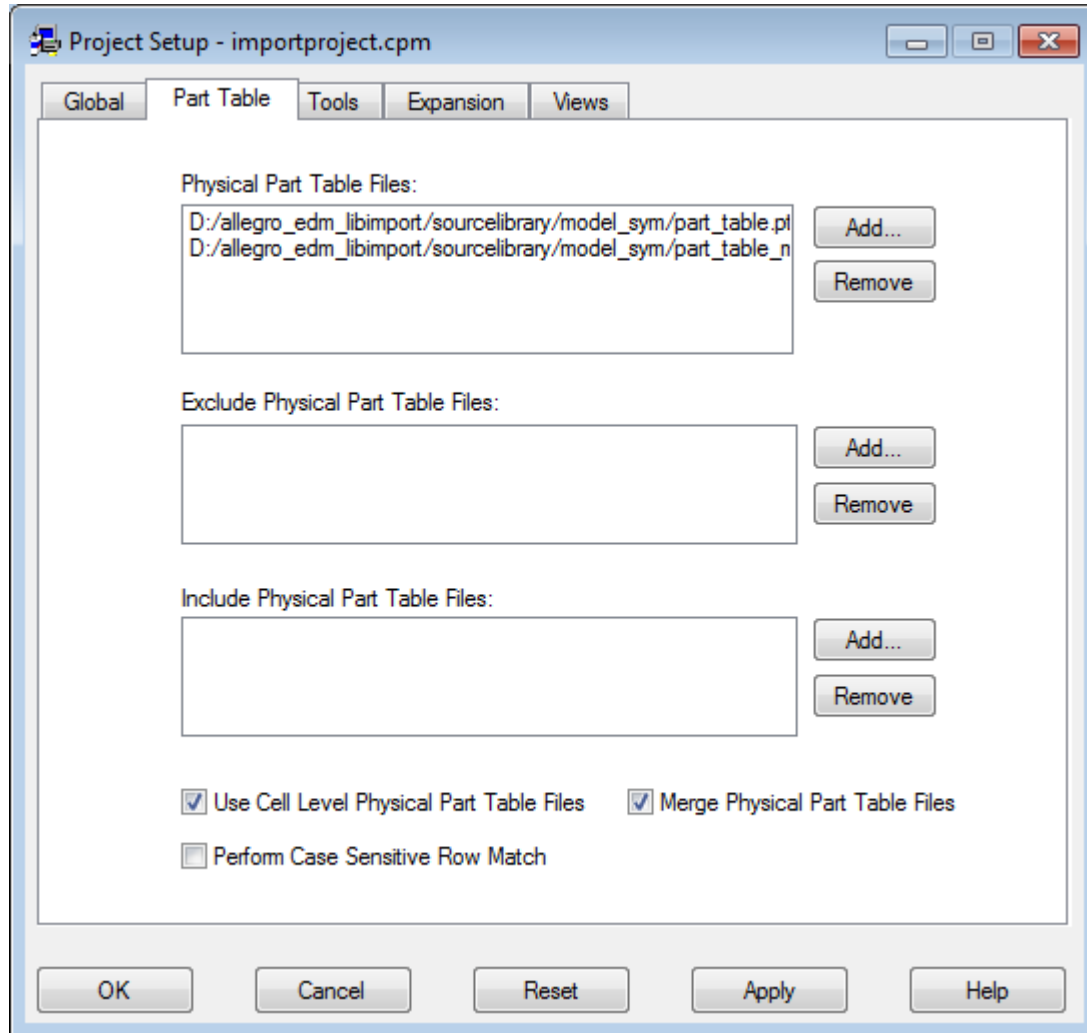 Project Setup - importproject.cpm
Global Part Table Tools Expansion Views
Physical Part Table Files:
D:/allegro_edm_libimport/sourcelibrary/model_sym/part_table.pt
D:/allegro_edm_libimport/sourcelibrary/model_sym/part_table_n
Add...
Remove
Exclude Physical Part Table Files:
Add...
Remove
Include Physical Part Table Files:
Add...
Remove
Use Cell Level Physical Part Table Files Merge Physical Part Table Files
Perform Case Sensitive Row Match
OK Cancel Reset Apply Help